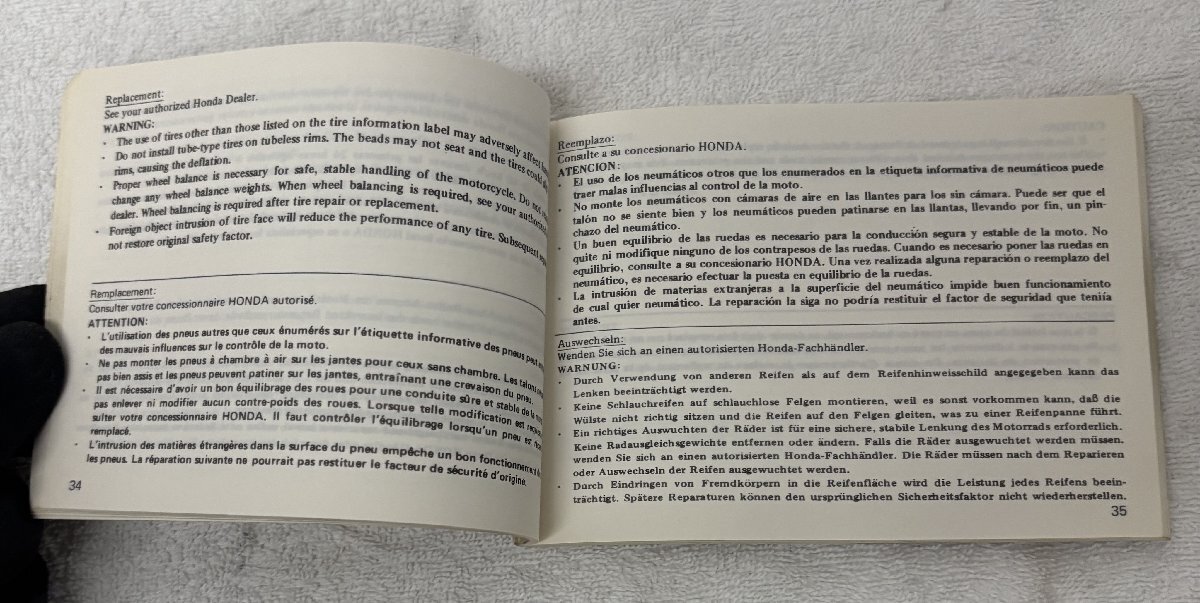 Replacement:
See your authorized Honda Dealer.
WARNING:
· The use of tires other than those listed on the tire information label may adversely affect
· Do not install tube-type tires on tubeless rims. The beads may not seat and the tires could
rims, causing tire deflation.
· Proper wheel balance is necessary for safe, stable handling of the motorcycle. Do not
change any wheel balance weights. When wheel balancing is required, see your
dealer. Wheel balancing is required after tire repair or replacement.
· Foreign object intrusion of tire face will reduce the performance of any tire. Subsequent
not restore original safety factor.
Remplacement:
Consulter votre concessionnaire HONDA autorisé.
ATTENTION:
· L'utilisation des pneus autres que ceux énumérés sur l'étiquette informative des pneus peut
des mauvais influences sur le contrôle de la moto.
· Ne pas monter les pneus à chambre à air sur les jantes pour ceux sans chambre. Les talons
pas bien assis et les pneus peuvent patiner sur les jantes, entraînant une crevaison du pneu.
· Il est nécessaire d'avoir un bon équilibrage des roues pour une conduite sûre et stable de la
pas enlever ni modifier aucun contre-poids des roues. Lorsque telle modification est
sulter votre concessionnaire HONDA. Il faut contrôler l'équilibrage lorsqu'un pneu est
remplacé.
· L'intrusion des matières étrangères dans la surface du pneu empêche un bon fonctionnement
les pneus. La réparation suivante ne pourrait pas restituer le facteur de sécurité d'origine.
34
Reemplazo:
Consulte a su concesionario HONDA.
ATENCION:
· El uso de los neumáticos otros que los enumerados en la etiqueta informativa de neumáticos puede
traer malas influencias al control de la moto.
· No monte los neumáticos con cámaras de aire en las llantes para los sin cámara. Puede ser que el
talón no se siente bien y los neumáticos pueden patinarse en las llantas, llevando por fin, un pin-
chazo del neumático.
· Un buen equilibrio de las ruedas es necesario para la conducción segura y estable de la moto. No
quite ni modifique ninguno de los contrapesos de las ruedas. Cuando es necesario poner las ruedas en
equilibrio, consulte a su concesionario HONDA. Una vez realizada alguna reparación o reemplazo del
neumático, es necesario efectuar la puesta en equilibrio de la ruedas.
· La intrusión de materias extranjeras a la superficie del neumático impide buen funcionamiento
de cual quier neumático. La reparación la siga no podría restituir el factor de seguridad que teniía
antes.
Auswechseln:
Wenden Sie sich an einen autorisierten Honda-Fachhändler.
WARNUNG:
· Durch Verwendung von anderen Reifen als auf dem Reifenhinweisschild angegeben kann das
Lenken beeinträchtigt werden.
· Keine Schlauchreifen auf schlauchlose Felgen montieren, weil es sonst vorkommen kann, daß die
Wülste nicht richtig sitzen und die Reifen auf den Felgen gleiten, was zu einer Reifenpanne führt.
· Ein richtiges Auswuchten der Räder ist für eine sichere, stabile Lenkung des Motorrads erforderlich.
Keine Radausgleichsgewichte entfernen oder ändern. Falls die Räder ausgewuchtet werden müssen.
wenden Sie sich an einen autorisierten Honda-Fachhändler. Die Räder müssen nach dem Reparieren
oder Auswechseln der Reifen ausgewuchtet werden.
· Durch Eindringen von Fremdkörpern in die Reifenfläche wird die Leistung jedes Reifens beein-
trächtigt. Spätere Reparaturen können den ursprünglichen Sicherheitsfaktor nicht wiederherstellen.
35